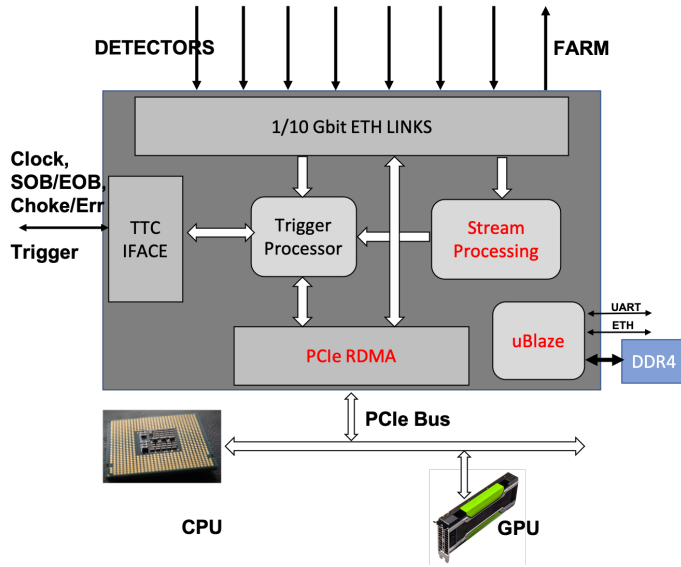 DETECTORS
FARM
1/10 Gbit ETH LINKS
Clock,
SOB/EOB,
Choke/Err
Trigger
TTC
IFACE
Trigger
Processor
Stream
Processing
PCIe RDMA
uBlaze
UART
ETH
DDR4
PCIe Bus
CPU
GPU